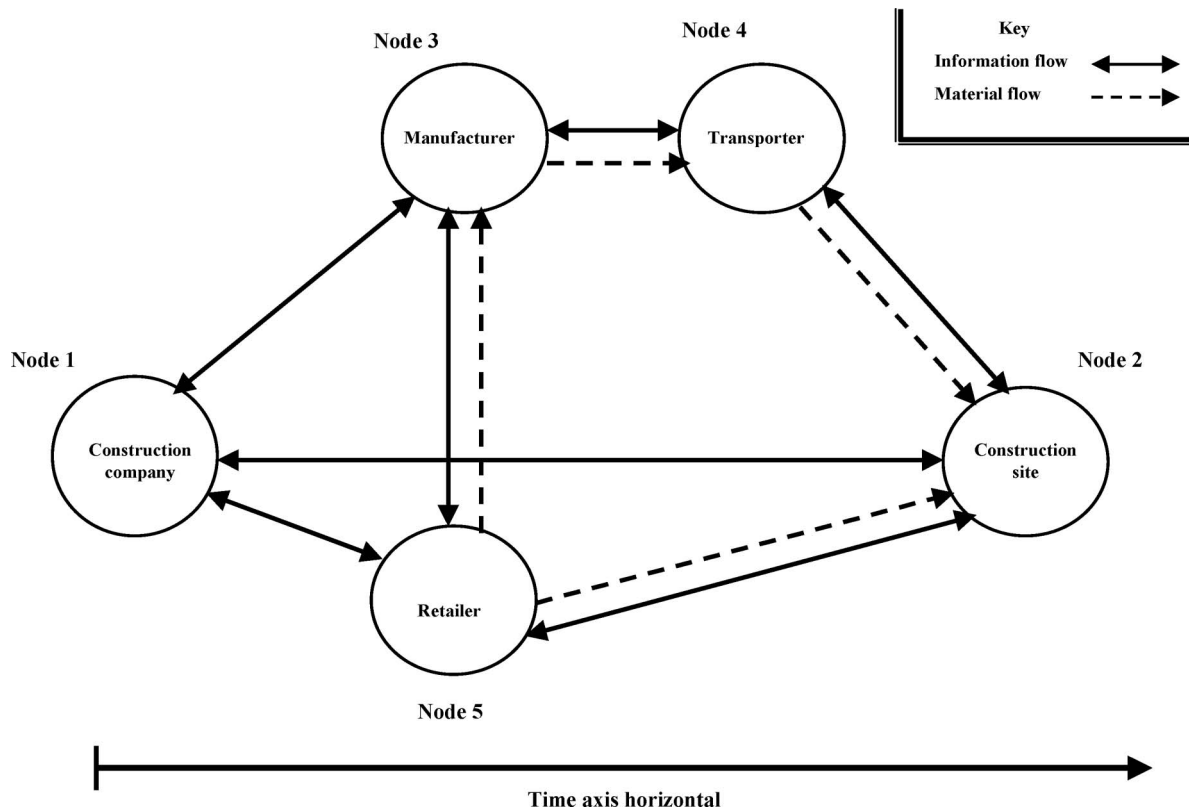 Node 3
Node 4
Key
Information flow
Material flow
Manufacturer
Transporter
Node 1
Node 2
Construction
company
Construction
site
Retailer
Node 5
Time axis horizontal